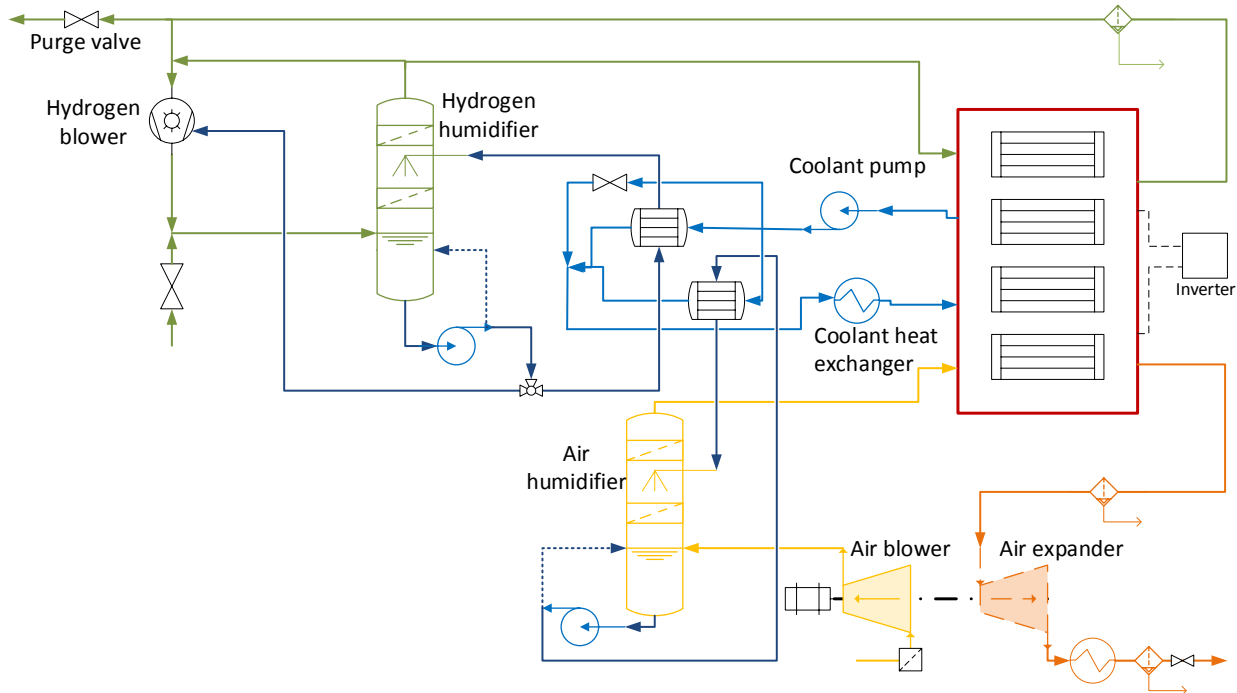 Purge valve
Hydrogen
blower
Hydrogen
humidifier
Coolant pump
Inverter
Coolant heat
exchanger
Air
humidifier
Air blower
Air expander